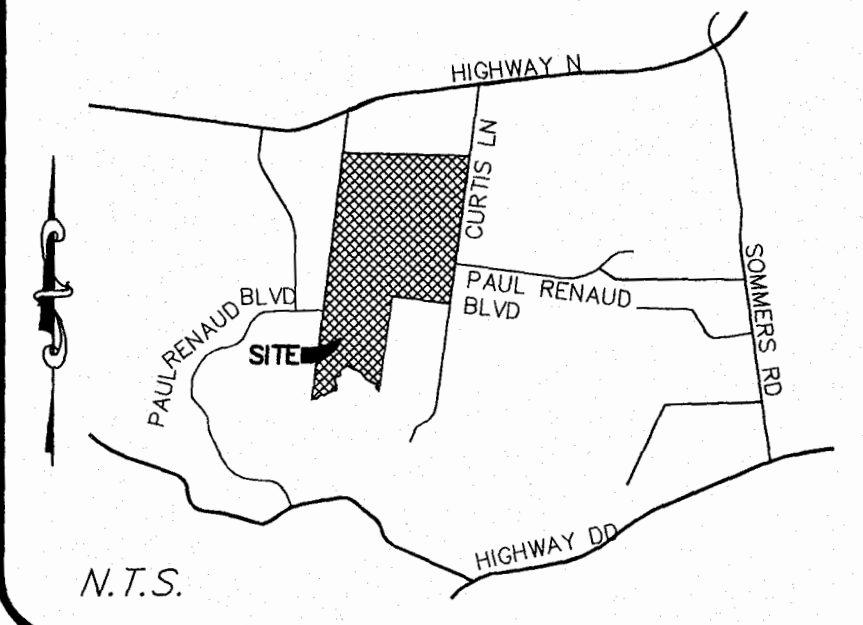 HIGHWAY N
CURTIS LN
PAUL RENAUD
BLVD
PAUL RENAUD BLVD
SITE
SOMMERS RD
HIGHWAY DD
N.T.S.